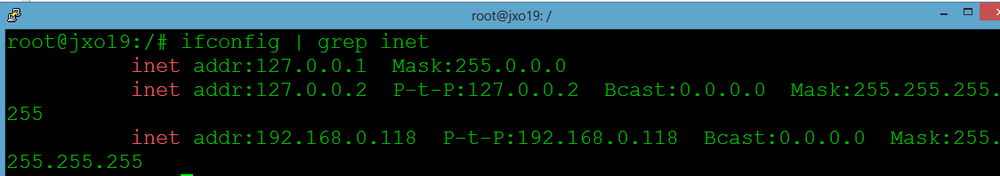 root@jxo19: /
root@jxo19:/# ifconfig | grep inet
inet addr:127.0.0.1  Mask:255.0.0.0
inet addr:127.0.0.2  P-t-P:127.0.0.2  Bcast:0.0.0.0  Mask:255.255.255.
255
inet addr:192.168.0.118  P-t-P:192.168.0.118  Bcast:0.0.0.0  Mask:255.
255.255.255